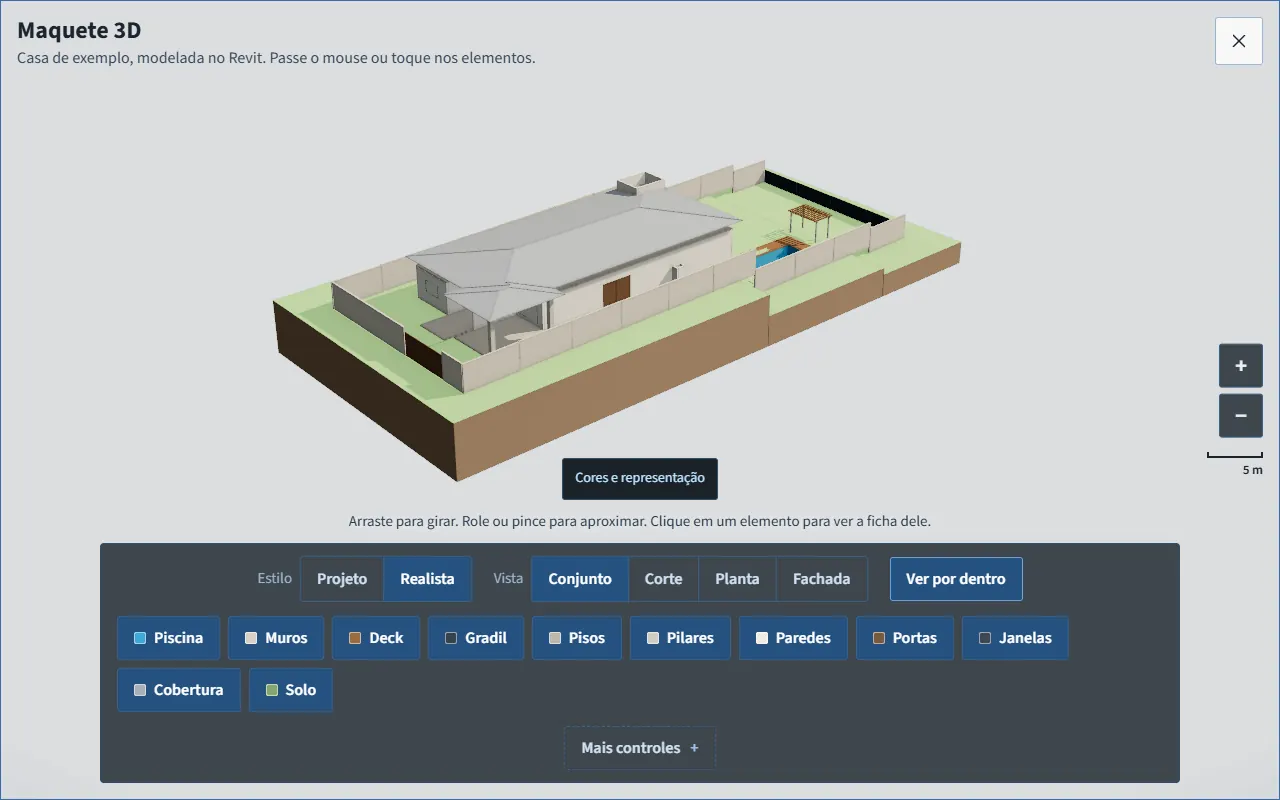 Maquete 3D
Casa de exemplo, modelada no Revit. Passe o mouse ou toque nos elementos.
+
−
5 m
Cores e representação
Arraste para girar. Role ou pince para aproximar. Clique em um elemento para ver a ficha dele.
Estilo Projeto Realista Vista Conjunto Corte Planta Fachada Ver por dentro
Piscina Muros Deck Gradil Pisos Pilares Paredes Portas Janelas
Cobertura Solo
Mais controles +